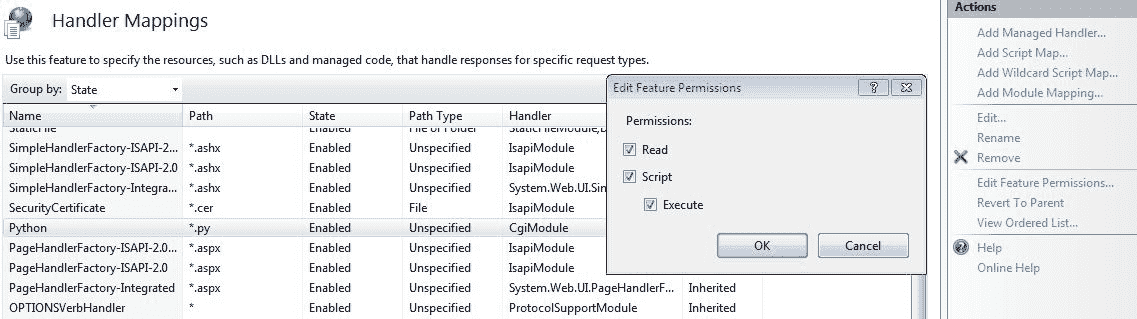 Handler Mappings
Use this feature to specify the resources, such as DLLs and managed code, that handle responses for specific request types.
Group by: State
Name Path State Path Type Handler
StaticFile Enabled File or Folder StaticFileModule,D
SimpleHandlerFactory-ISAPI-2... *.ashx Enabled Unspecified IsapiModule
SimpleHandlerFactory-ISAPI-2.0 *.ashx Enabled Unspecified IsapiModule
SimpleHandlerFactory-Integra... *.ashx Enabled Unspecified System.Web.UI.Sin
SecurityCertificate *.cer Enabled File IsapiModule
Python *.py Enabled Unspecified CgiModule
PageHandlerFactory-ISAPI-2.0... *.aspx Enabled Unspecified IsapiModule
PageHandlerFactory-ISAPI-2.0 *.aspx Enabled Unspecified IsapiModule
PageHandlerFactory-Integrated *.aspx Enabled Unspecified System.Web.UI.PageHandlerF... Inherited
OPTIONSVerbHandler * Enabled Unspecified ProtocolSupportModule Inherited
Edit Feature Permissions
Permissions:
Read
Script
Execute
OK Cancel
Actions
Add Managed Handler...
Add Script Map...
Add Wildcard Script Map...
Add Module Mapping...
Edit...
Rename
Remove
Edit Feature Permissions...
Revert To Parent
View Ordered List...
Help
Online Help